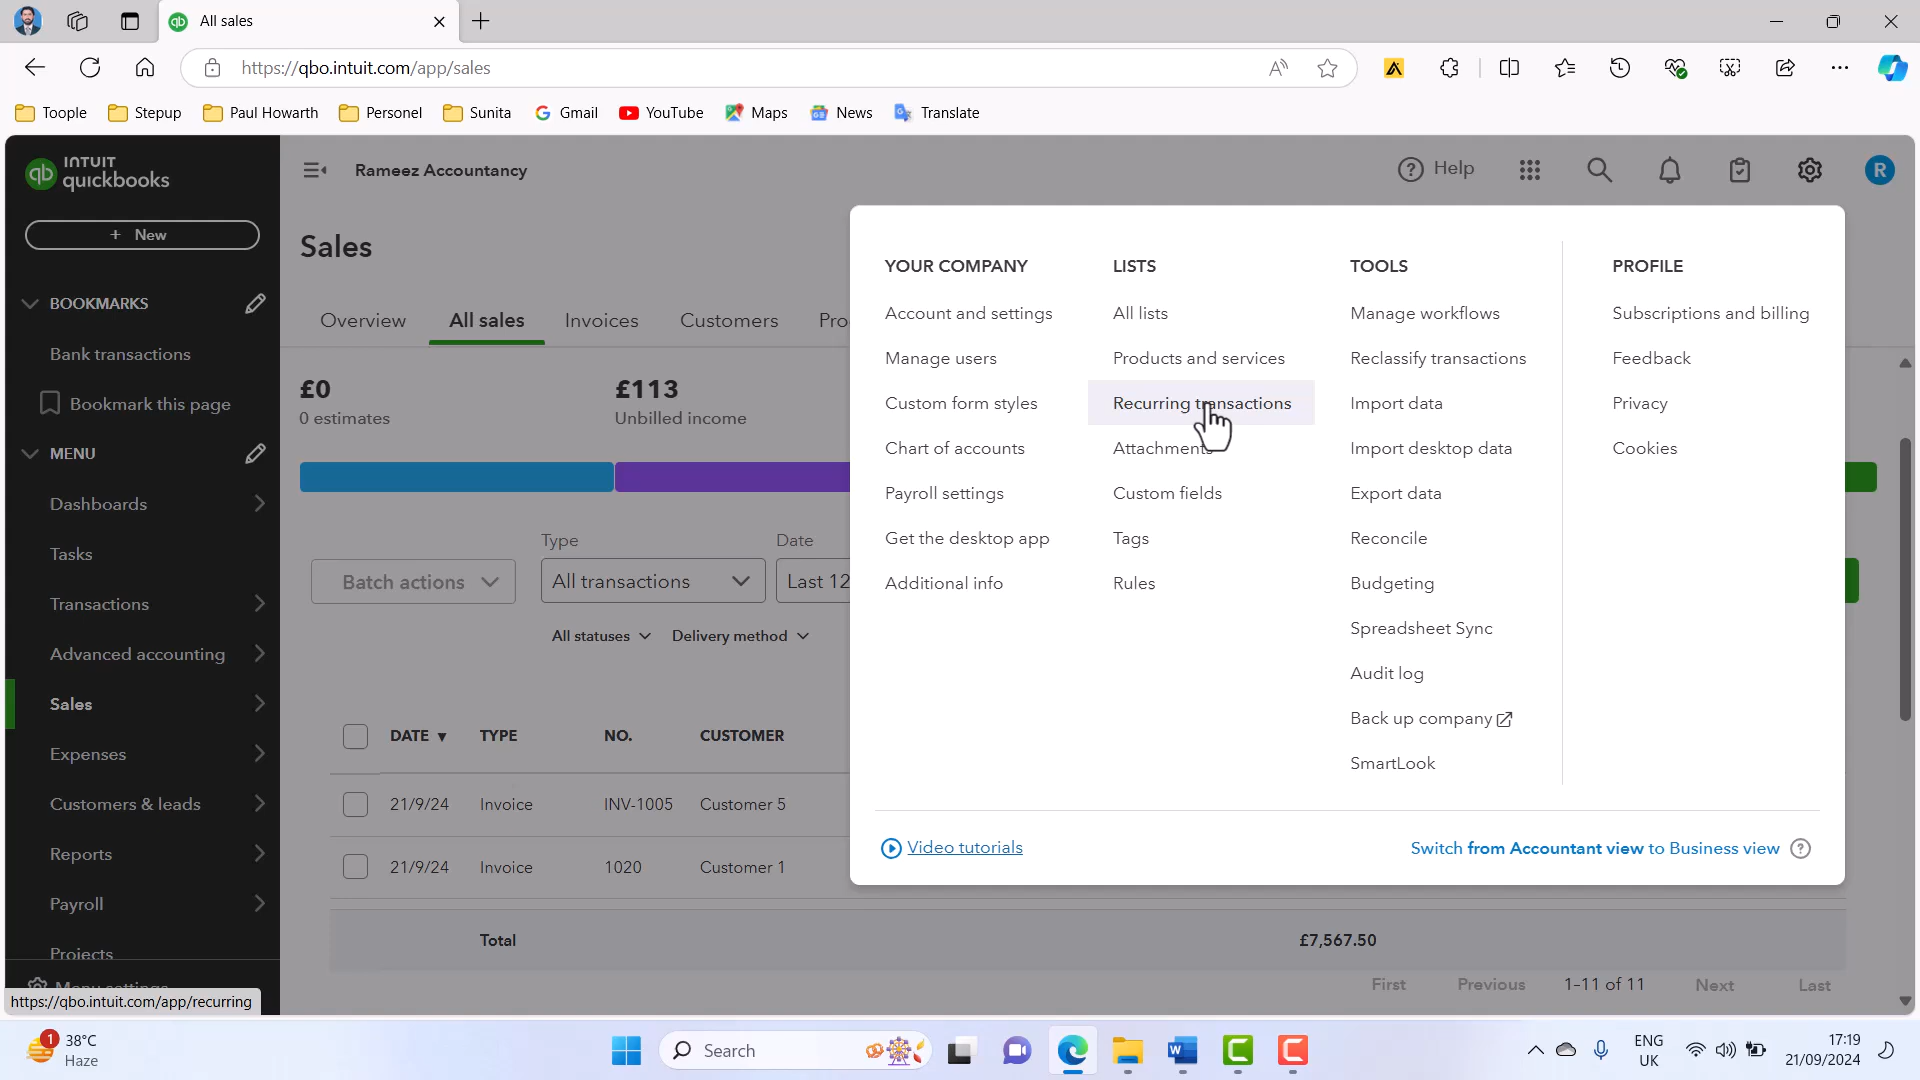 All sales
https://qbo.intuit.com/app/sales
Toople
Stepup
Paul Howarth
Personel
Sunita
Gmail
YouTube
Maps
News
Translate
INTUIT
quickbooks
Rameez Accountancy
Help
R
+ New
Sales
BOOKMARKS
Bank transactions
Bookmark this page
MENU
Dashboards
Tasks
Transactions
Advanced accounting
Sales
Expenses
Customers & leads
Reports
Payroll
Projects
Menu settings
https://qbo.intuit.com/app/recurring
Overview
All sales
Invoices
Customers
Pro
£0
0 estimates
£113
Unbilled income
Type
Date
Batch actions
All transactions
Last 12
All statuses
Delivery method
DATE
TYPE
NO.
CUSTOMER
21/9/24
Invoice
INV-1005
Customer 5
21/9/24
Invoice
1020
Customer 1
Total
£7,567.50
First
Previous
1-11 of 11
Next
Last
YOUR COMPANY
Account and settings
Manage users
Custom form styles
Chart of accounts
Payroll settings
Get the desktop app
Additional info
LISTS
All lists
Products and services
Recurring transactions
Attachments
Custom fields
Tags
Rules
TOOLS
Manage workflows
Reclassify transactions
Import data
Import desktop data
Export data
Reconcile
Budgeting
Spreadsheet Sync
Audit log
Back up company
SmartLook
PROFILE
Subscriptions and billing
Feedback
Privacy
Cookies
Video tutorials
Switch from Accountant view to Business view
1
38°C
Haze
Search
ENG
UK
17:19
21/09/2024